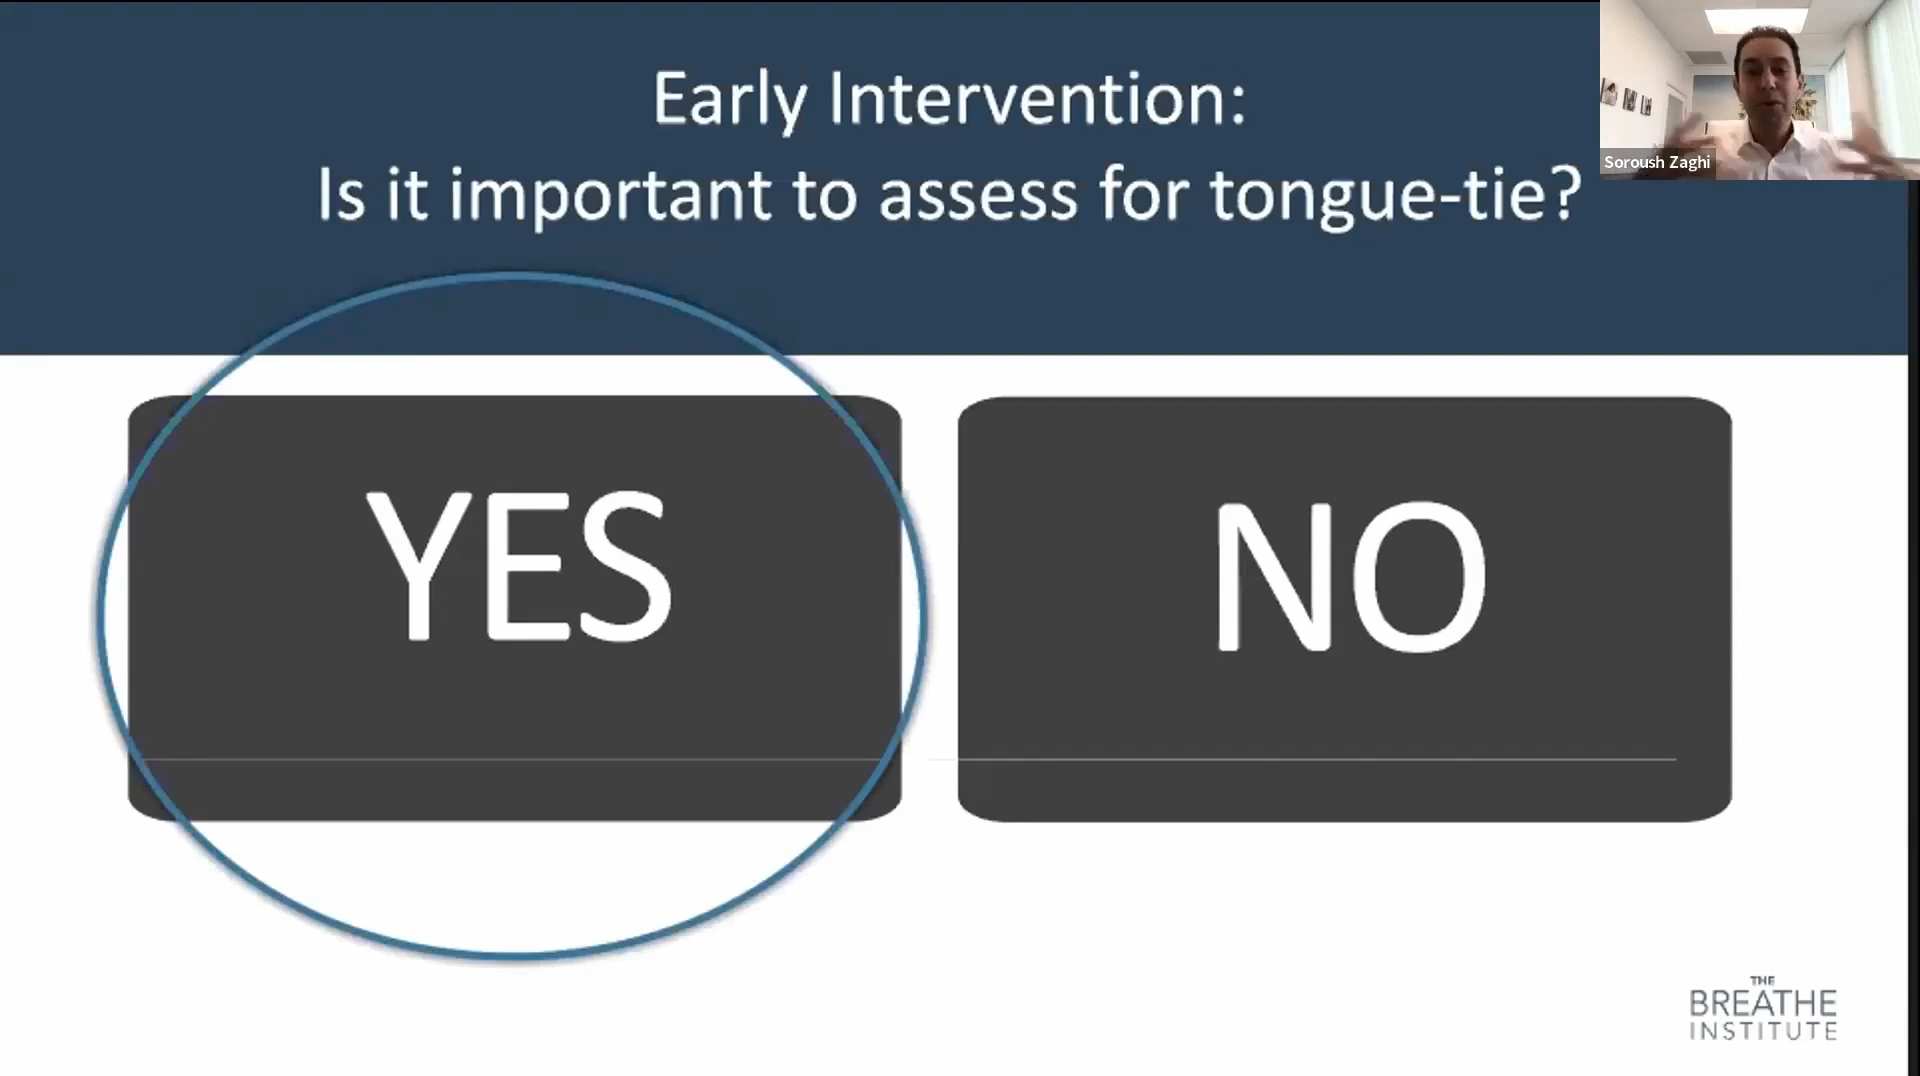 Early Intervention:
Is it important to assess for tongue-tie?
Soroush Zaghi
YES
NO
THE
BREATHE
INSTITUTE